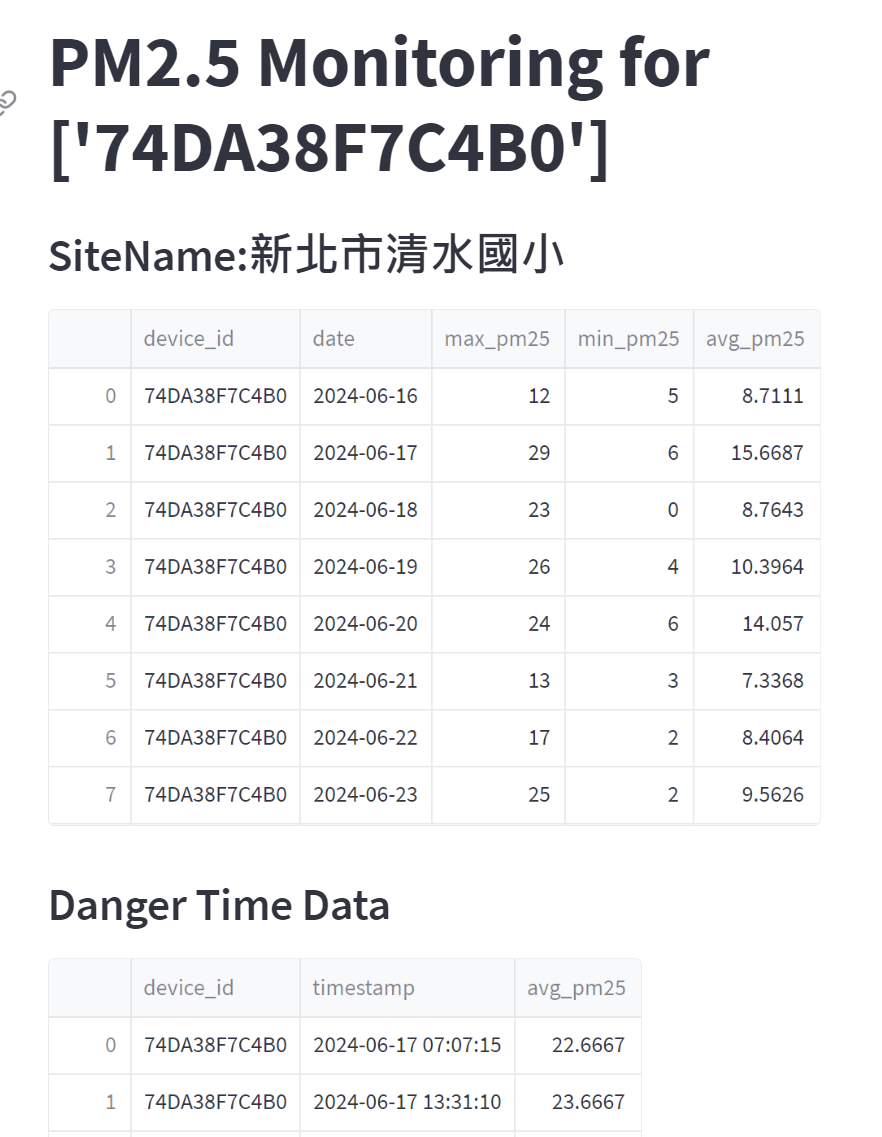 PM2.5 Monitoring for
['74DA38F7C4B0']
SiteName:新北市清水國小
device_id date max_pm25 min_pm25 avg_pm25
0 74DA38F7C4B0 2024-06-16 12 5 8.7111
1 74DA38F7C4B0 2024-06-17 29 6 15.6687
2 74DA38F7C4B0 2024-06-18 23 0 8.7643
3 74DA38F7C4B0 2024-06-19 26 4 10.3964
4 74DA38F7C4B0 2024-06-20 24 6 14.057
5 74DA38F7C4B0 2024-06-21 13 3 7.3368
6 74DA38F7C4B0 2024-06-22 17 2 8.4064
7 74DA38F7C4B0 2024-06-23 25 2 9.5626
Danger Time Data
device_id timestamp avg_pm25
0 74DA38F7C4B0 2024-06-17 07:07:15 22.6667
1 74DA38F7C4B0 2024-06-17 13:31:10 23.6667